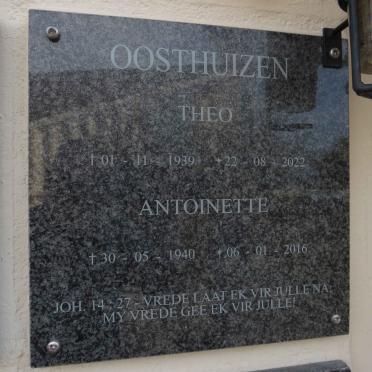 OOSTHUIZEN
THEO
† 01 - 11 - 1939 † 22 - 08 - 2022
ANTOINETTE
† 30 - 05 - 1940 † 06 - 01 - 2016
JOH. 14 : 27 - VREDE LAAT EK VIR JULLE NA;
MY VREDE GEE EK VIR JULLE!